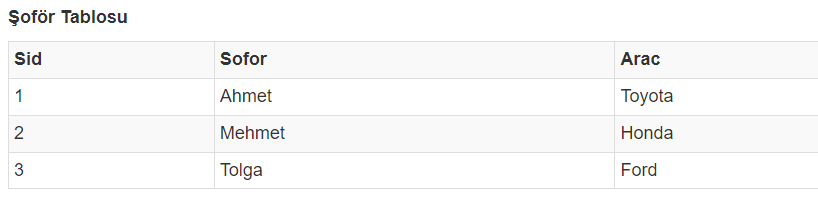 Şoför Tablosu
Sid Sofor Arac
1 Ahmet Toyota
2 Mehmet Honda
3 Tolga Ford